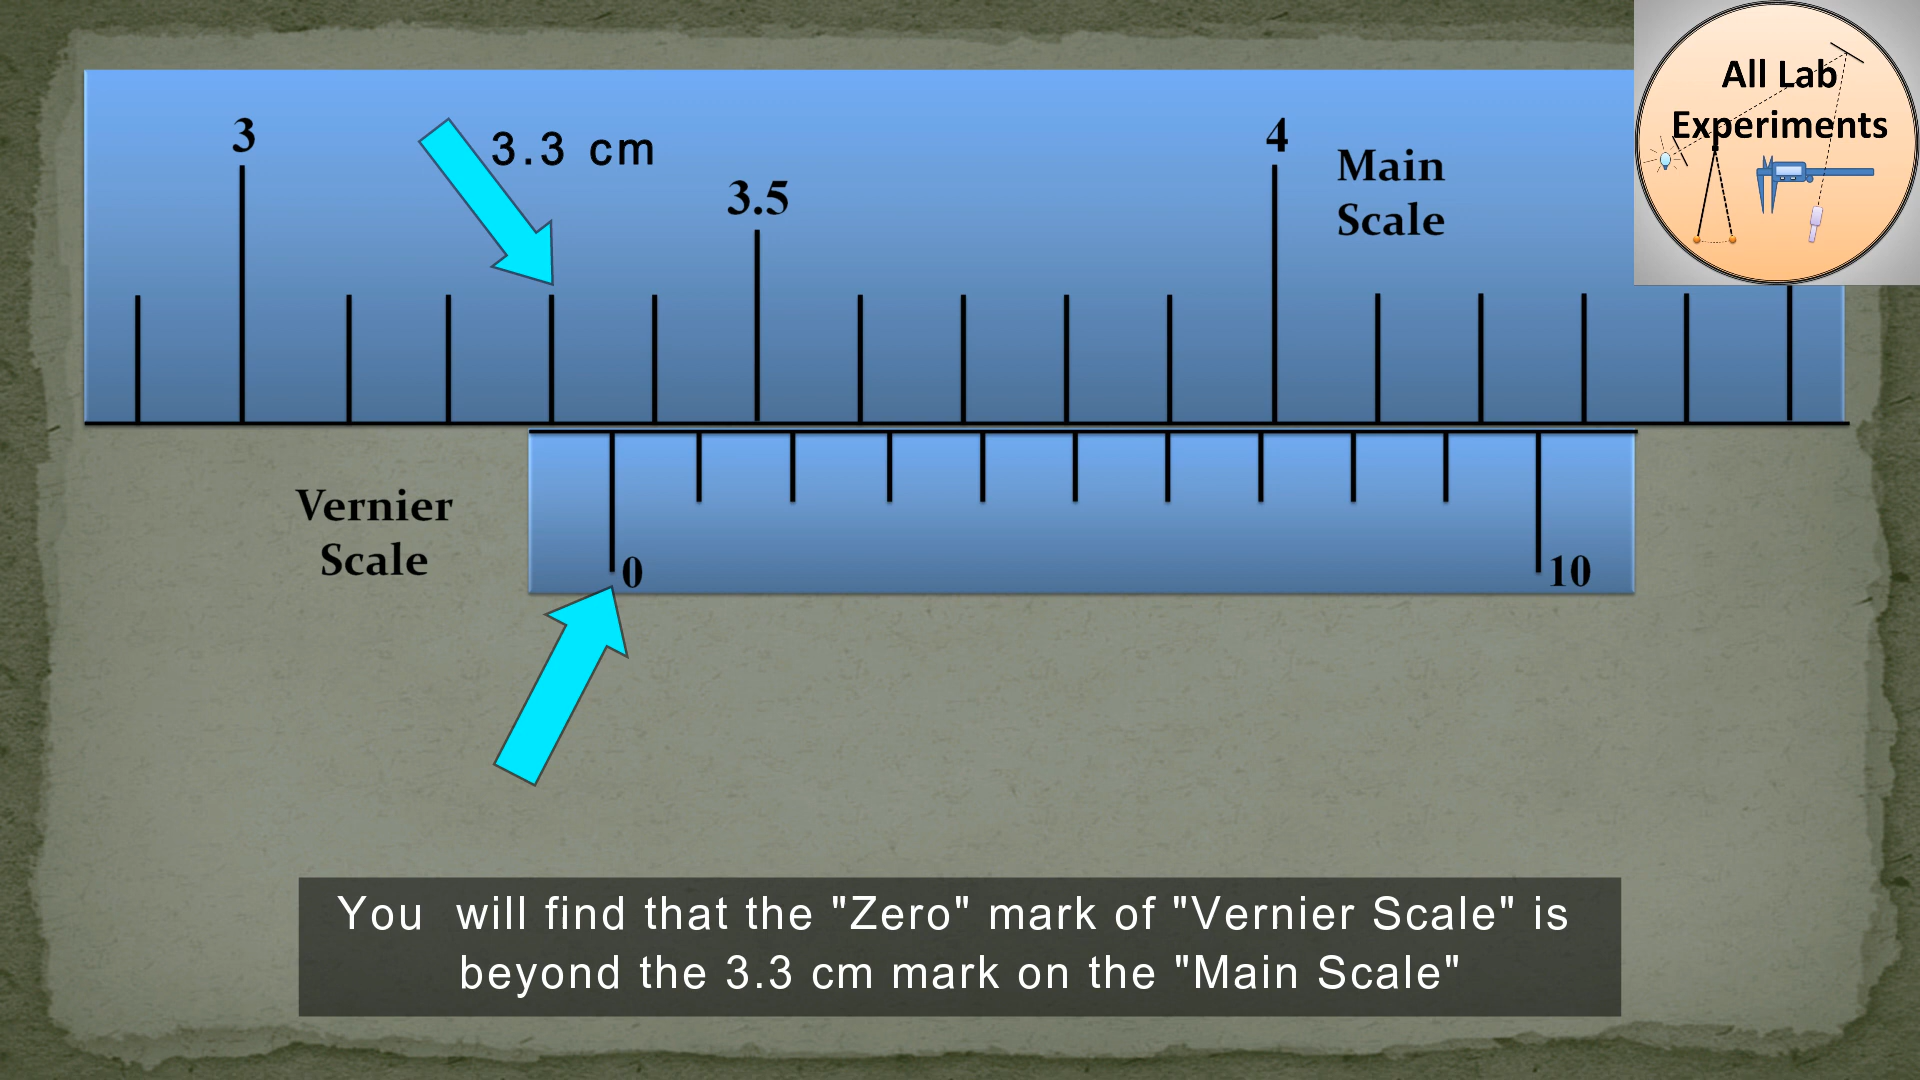 All Lab
Experiments
3
3.3 cm
3.5
4
Main
Scale
Vernier
Scale
0
10
You  will find that the "Zero" mark of "Vernier Scale" is
beyond the 3.3 cm mark on the "Main Scale"